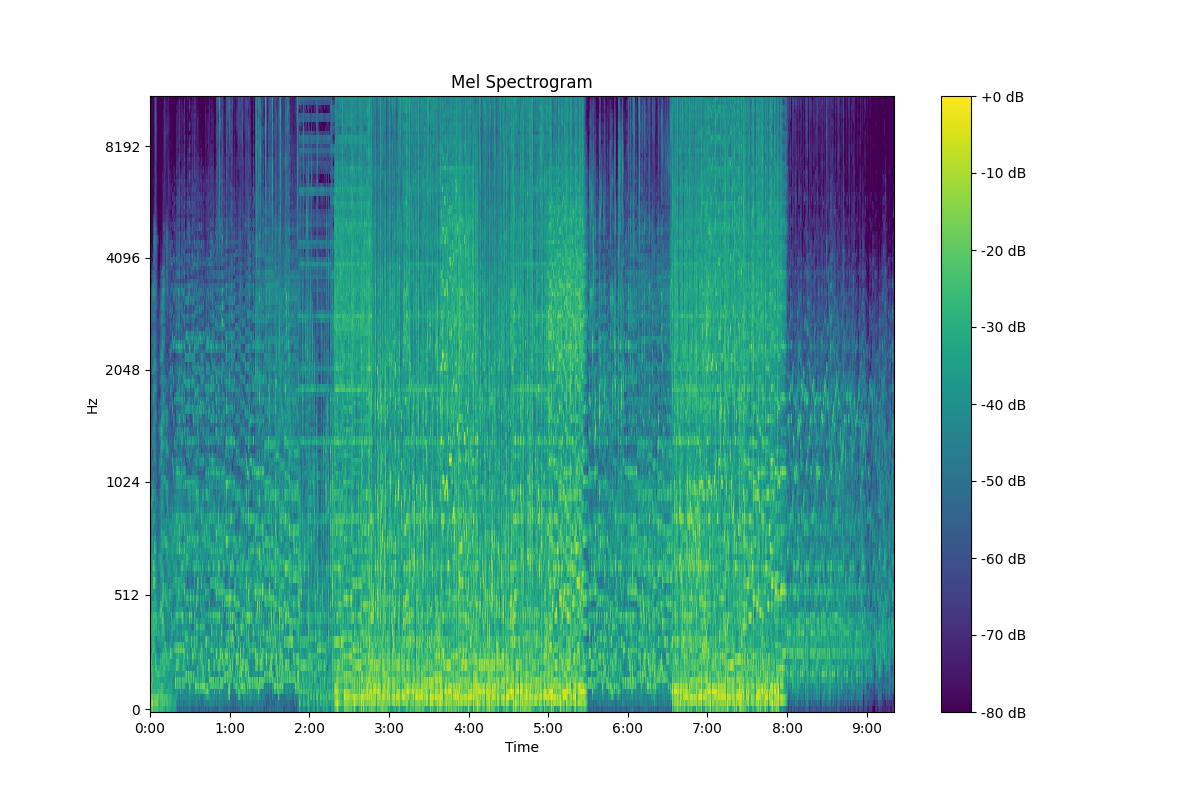 Mel Spectrogram
Hz
8192
4096
2048
1024
512
0
0:00 1:00 2:00 3:00 4:00 5:00 6:00 7:00 8:00 9:00
Time
+0 dB
-10 dB
-20 dB
-30 dB
-40 dB
-50 dB
-60 dB
-70 dB
-80 dB